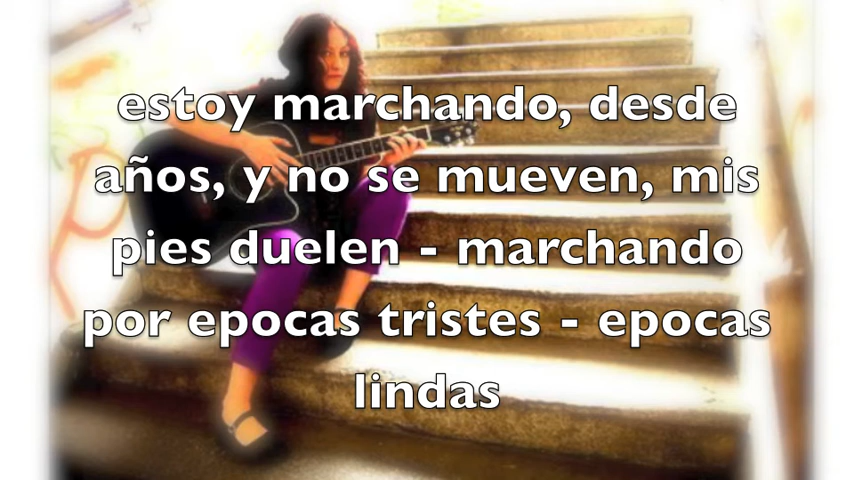 estoy marchando, desde
años, y no se mueven, mis
pies duelen - marchando
por epocas tristes - epocas
lindas